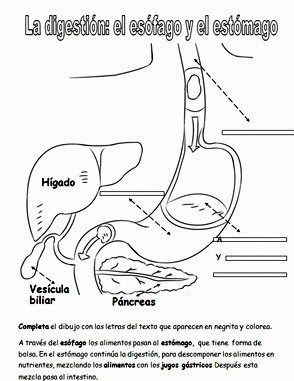 La digestión: el esófago y el estómago
Hígado
A
Y
Vesícula
biliar
Páncreas
Completa el dibujo con las letras del texto que aparecen en negrita y colorea.
A través del esófago los alimentos pasan al estómago, que tiene forma de
bolsa. En el estómago continúa la digestión, para descomponer los alimentos en
nutrientes, mezclando los alimentos con los jugos gástricos Después esta
mezcla pasa al intestino.